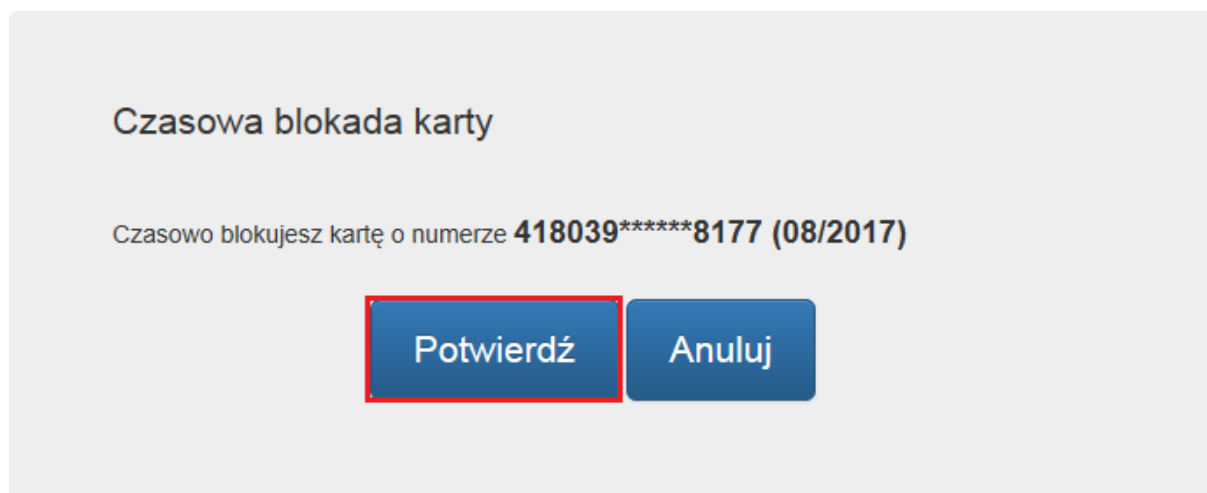 Czasowa blokada karty
Czasowo blokujesz kartę o numerze 418039******8177 (08/2017)
Potwierdź Anuluj